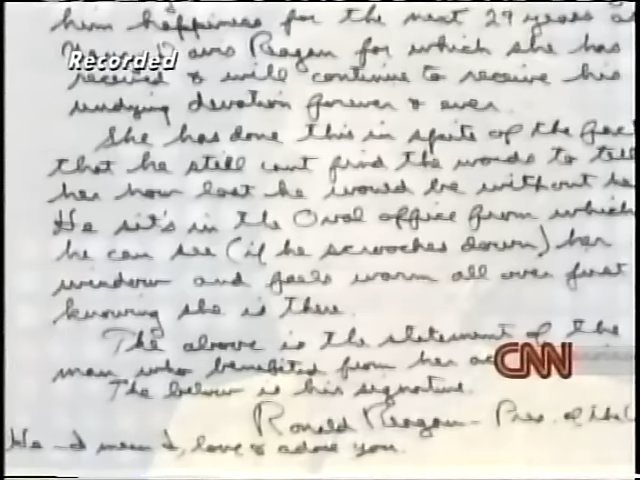 him happiness for the next 29 years as
Nancy Davis Reagan for which she has
Recorded
received & will continue to receive his
undying devotion forever & ever.
She has done this in spite of the fact
that he still can't find the words to tell
her how lost he would be without her
He sit's in the Oval office from which
he can see (if he scrooches down) her
window and feels warm all over just
knowing she is there.
The above is the statement of the
man who benefited from her
CNN
The below is his signature.
Ronald Reagan - Pres. of the
He - I mean I, love & adore you.